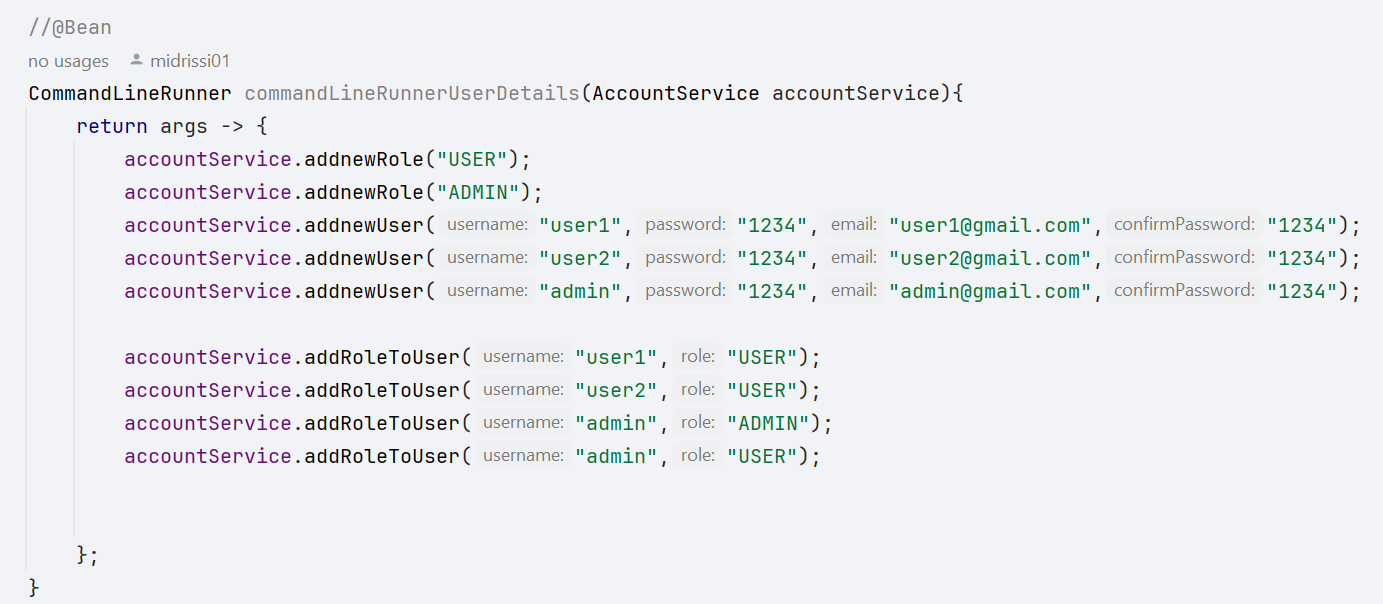 //@Bean
no usages midrissi01
CommandLineRunner commandLineRunnerUserDetails(AccountService accountService){
return args -> {
accountService.addnewRole("USER");
accountService.addnewRole("ADMIN");
accountService.addnewUser( username: "user1", password: "1234", email: "user1@gmail.com", confirmPassword: "1234");
accountService.addnewUser( username: "user2", password: "1234", email: "user2@gmail.com", confirmPassword: "1234");
accountService.addnewUser( username: "admin", password: "1234", email: "admin@gmail.com", confirmPassword: "1234");
accountService.addRoleToUser( username: "user1", role: "USER");
accountService.addRoleToUser( username: "user2", role: "USER");
accountService.addRoleToUser( username: "admin", role: "ADMIN");
accountService.addRoleToUser( username: "admin", role: "USER");
};
}